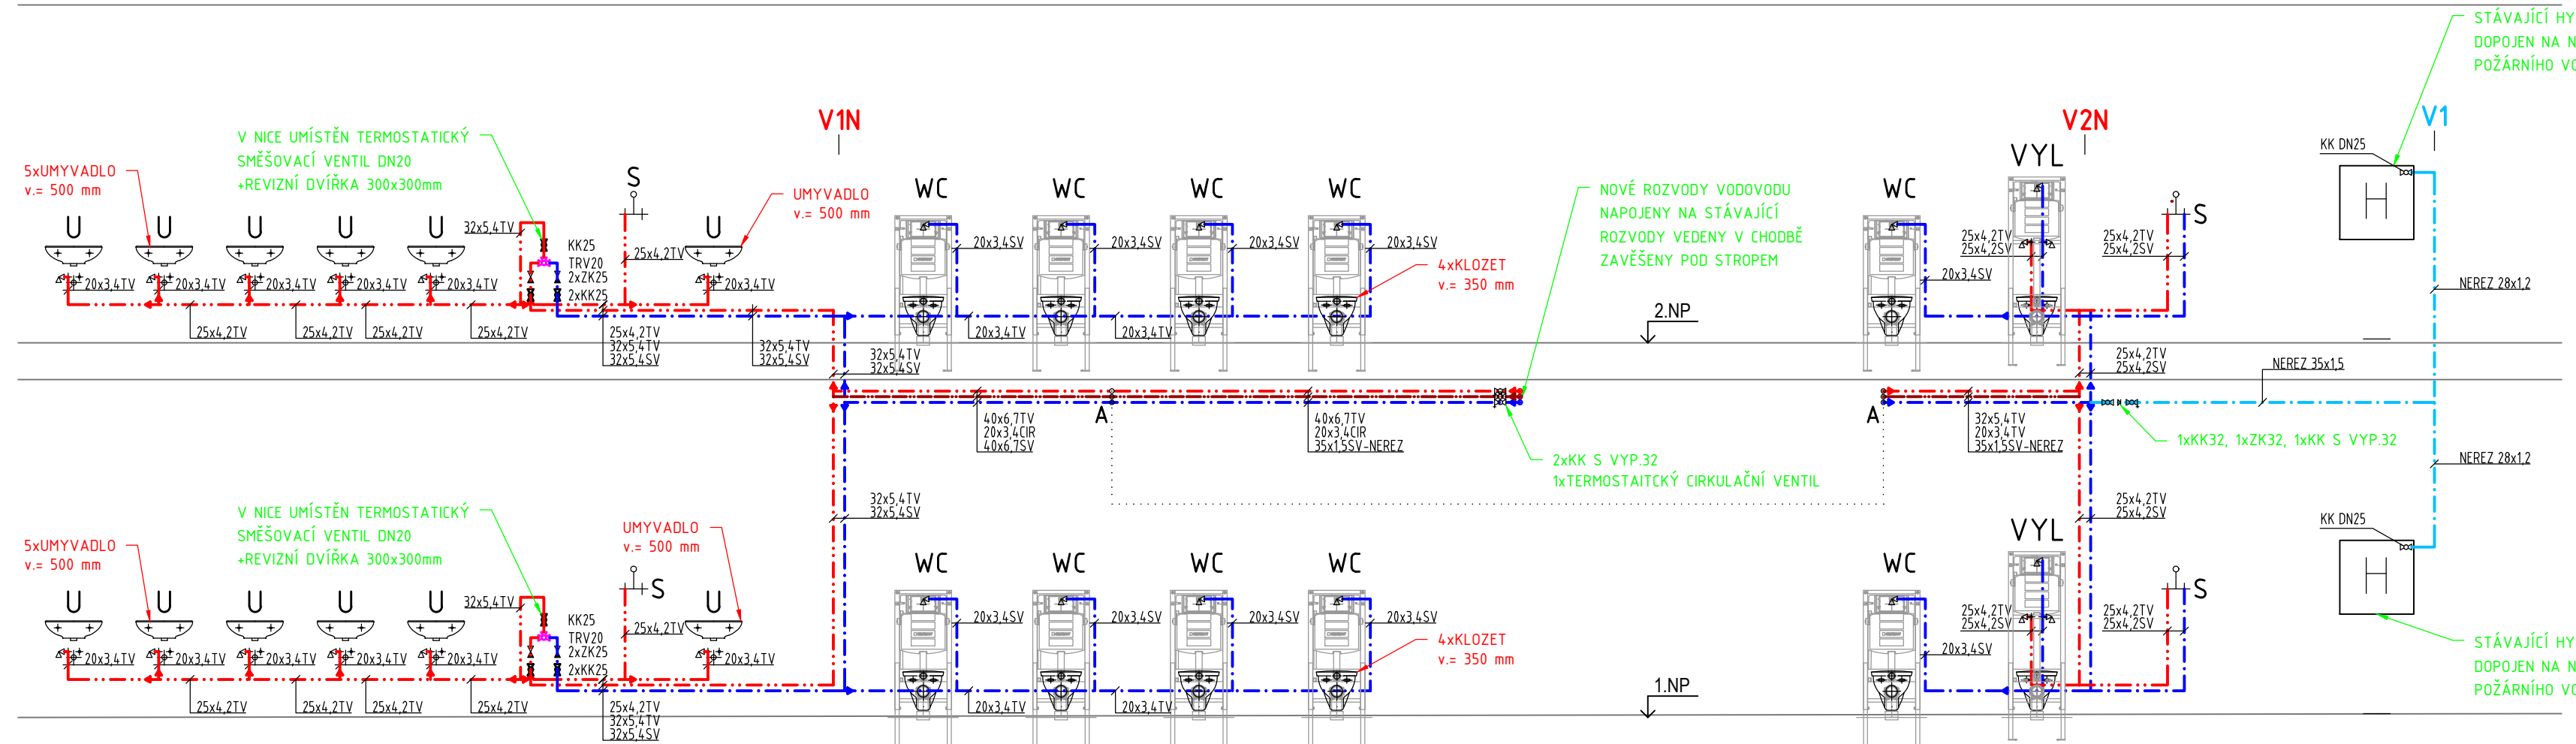 STÁVAJÍCÍ HY
DOPOJEN NA N
POŽÁRNÍHO VO
V1N
V2N
V1
V NICE UMÍSTĚN TERMOSTATICKÝ
SMĚŠOVACÍ VENTIL DN20
+REVIZNÍ DVÍŘKA 300x300mm
5xUMYVADLO
v.= 500 mm
S
UMYVADLO
v.= 500 mm
WC
WC
WC
WC
NOVÉ ROZVODY VODOVODU
NAPOJENY NA STÁVAJÍCÍ
ROZVODY VEDENY V CHODBĚ
ZAVĚŠENY POD STROPEM
WC
VYL
S
KK DN25
H
U
U
U
U
U
U
32x5,4TV
KK25
TRV20
2xZK25
2xKK25
25x4,2TV
20x3,4SV
20x3,4SV
20x3,4SV
20x3,4SV
4xKLOZET
v.= 350 mm
25x4,2TV
25x4,2SV
25x4,2TV
25x4,2SV
20x3,4SV
20x3,4TV
20x3,4TV
20x3,4TV
20x3,4TV
20x3,4TV
20x3,4TV
NEREZ 28x1,2
25x4,2TV
25x4,2TV
25x4,2TV
25x4,2TV
25x4,2TV
32x5,4TV
32x5,4SV
32x5,4TV
32x5,4SV
20x3,4TV
20x3,4TV
2.NP
32x5,4TV
32x5,4SV
25x4,2TV
25x4,2SV
NEREZ 35x1,5
A
A
40x6,7TV
20x3,4CIR
40x6,7SV
40x6,7TV
20x3,4CIR
35x1,5SV-NEREZ
32x5,4TV
20x3,4TV
35x1,5SV-NEREZ
1xKK32, 1xZK32, 1xKK S VYP.32
2xKK S VYP.32
1xTERMOSTAITCKÝ CIRKULAČNÍ VENTIL
NEREZ 28x1,2
32x5,4TV
32x5,4SV
25x4,2TV
25x4,2SV
V NICE UMÍSTĚN TERMOSTATICKÝ
SMĚŠOVACÍ VENTIL DN20
+REVIZNÍ DVÍŘKA 300x300mm
5xUMYVADLO
v.= 500 mm
UMYVADLO
v.= 500 mm
S
WC
WC
WC
WC
WC
VYL
S
KK DN25
H
U
U
U
U
U
U
32x5,4TV
KK25
TRV20
2xZK25
2xKK25
25x4,2TV
20x3,4SV
20x3,4SV
20x3,4SV
20x3,4SV
4xKLOZET
v.= 350 mm
25x4,2TV
25x4,2SV
25x4,2TV
25x4,2SV
20x3,4SV
20x3,4TV
20x3,4TV
20x3,4TV
20x3,4TV
20x3,4TV
20x3,4TV
STÁVAJÍCÍ HY
DOPOJEN NA N
POŽÁRNÍHO VO
25x4,2TV
25x4,2TV
25x4,2TV
25x4,2TV
25x4,2TV
32x5,4TV
32x5,4SV
20x3,4TV
20x3,4TV
1.NP